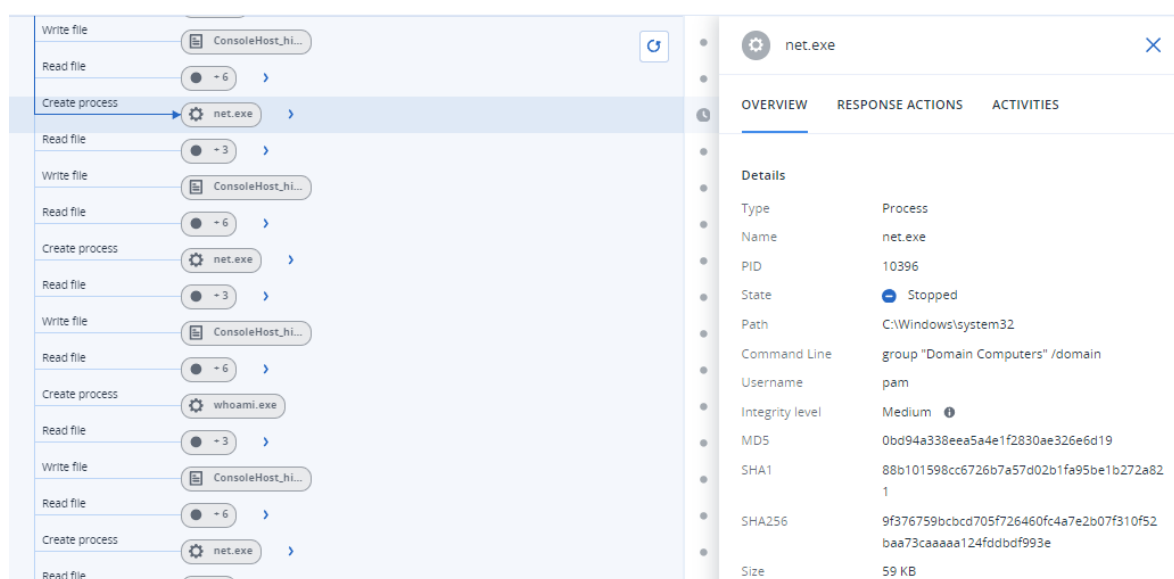 Write file
ConsoleHost_hi...
Read file
+6
Create process
net.exe
Read file
+3
Write file
ConsoleHost_hi...
Read file
+6
Create process
net.exe
Read file
+3
Write file
ConsoleHost_hi...
Read file
+6
Create process
whoami.exe
Read file
+3
Write file
ConsoleHost_hi...
Read file
+6
Create process
net.exe
Read file
net.exe
OVERVIEW RESPONSE ACTIONS ACTIVITIES
Details
Type Process
Name net.exe
PID 10396
State Stopped
Path C:\Windows\system32
Command Line group "Domain Computers" /domain
Username pam
Integrity level Medium
MD5 0bd94a338eea5a4e1f2830ae326e6d19
SHA1 88b101598cc6726b7a57d02b1fa95be1b272a82
1
SHA256 9f376759bcbcd705f726460fc4a7e2b07f310f52
baa73caaaaa124fddbdf993e
Size 59 KB